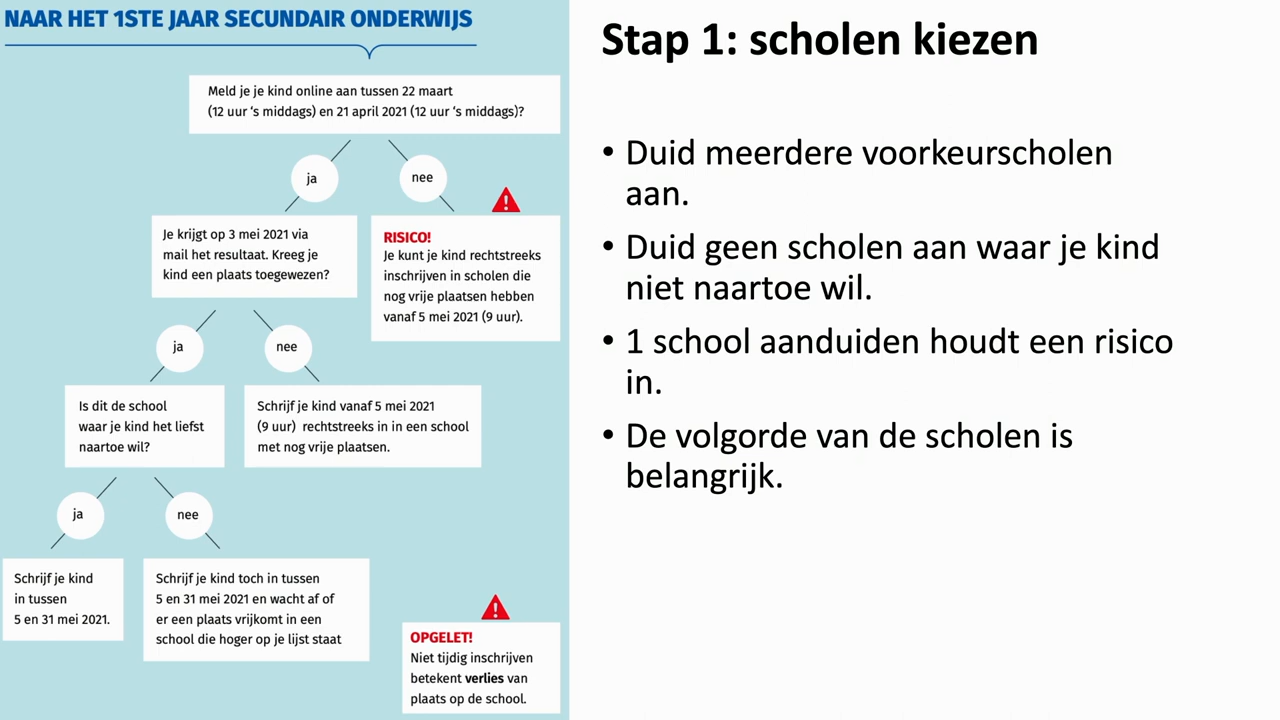 NAAR HET 1STE JAAR SECUNDAIR ONDERWIJS
Meld je je kind online aan tussen 22 maart
(12 uur ‘s middags) en 21 april 2021 (12 uur ‘s middags)?
ja
nee
Je krijgt op 3 mei 2021 via
mail het resultaat. Kreeg je
kind een plaats toegewezen?
RISICO!
Je kunt je kind rechtstreeks
inschrijven in scholen die
nog vrije plaatsen hebben
vanaf 5 mei 2021 (9 uur).
ja
nee
Is dit de school
waar je kind het liefst
naartoe wil?
Schrijf je kind vanaf 5 mei 2021
(9 uur) rechtstreeks in in een school
met nog vrije plaatsen.
ja
nee
Schrijf je kind
in tussen
5 en 31 mei 2021.
Schrijf je kind toch in tussen
5 en 31 mei 2021 en wacht af of
er een plaats vrijkomt in een
school die hoger op je lijst staat
OPGELET!
Niet tijdig inschrijven
betekent verlies van
plaats op de school.
Stap 1: scholen kiezen
• Duid meerdere voorkeurscholen
aan.
• Duid geen scholen aan waar je kind
niet naartoe wil.
• 1 school aanduiden houdt een risico
in.
• De volgorde van de scholen is
belangrijk.